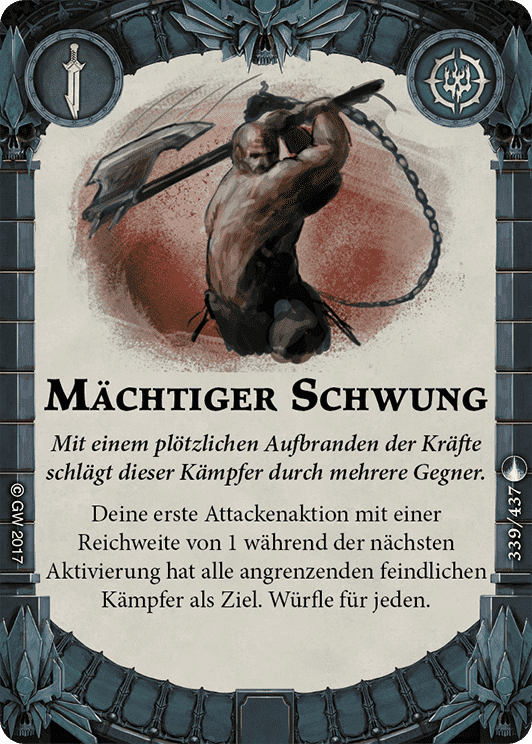 Mächtiger Schwung
Mit einem plötzlichen Aufbranden der Kräfte
schlägt dieser Kämpfer durch mehrere Gegner.
Deine erste Attackenaktion mit einer
Reichweite von 1 während der nächsten
Aktivierung hat alle angrenzenden feindlichen
Kämpfer als Ziel. Würfle für jeden.
© GW 2017
339/437